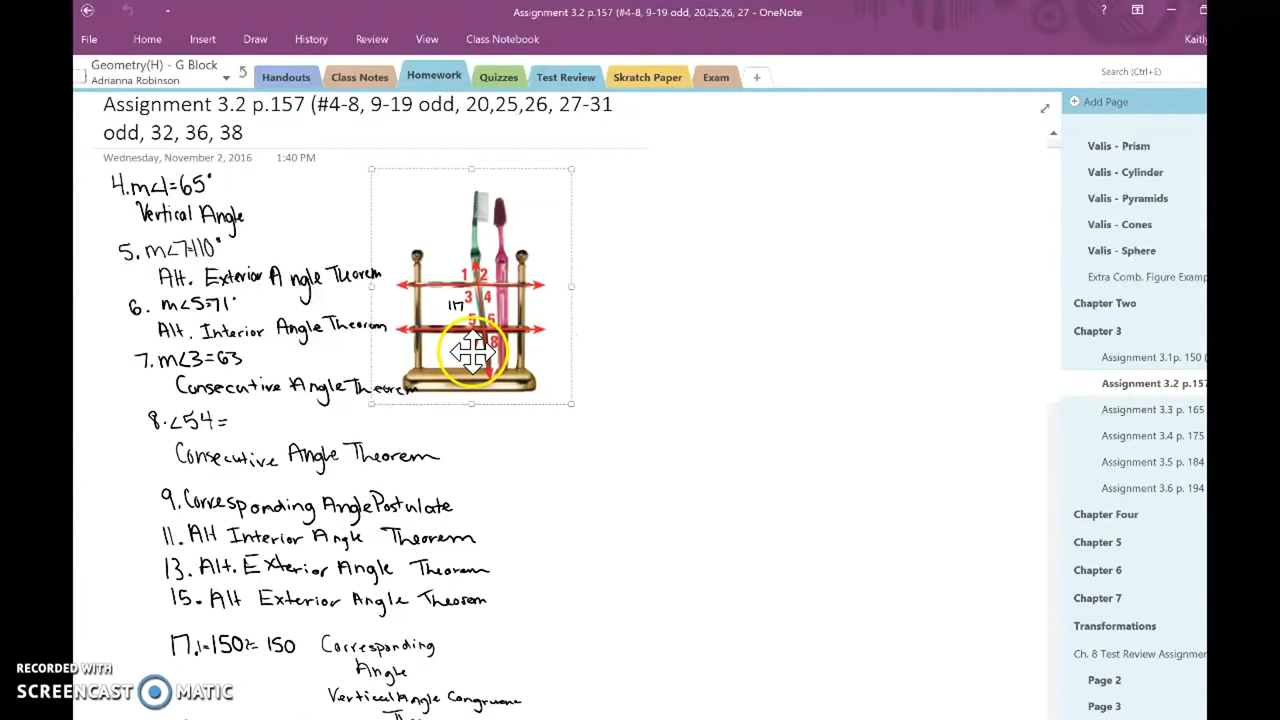 Assignment 3.2 p.157 (#4-8, 9-19 odd, 20,25,26, 27 - OneNote
?
File Home Insert Draw History Review View Class Notebook
Kaitly
Geometry(H) - G Block
Adrianna Robinson
Handouts Class Notes Homework Quizzes Test Review Skratch Paper Exam +
Search (Ctrl+E)
Assignment 3.2 p.157 (#4-8, 9-19 odd, 20,25,26, 27-31
odd, 32, 36, 38
Wednesday, November 2, 2016 1:40 PM
4. m∠1=65°
Vertical Angle
5. m∠7=110°
Alt. Exterior Angle Theorem
6. m∠5=71°
Alt. Interior Angle Theorem
7. m∠3=63
Consecutive Angle Theorem
8. ∠54=
Consecutive Angle Theorem
9. Corresponding Angle Postulate
11. Alt Interior Angle Theorem
13. Alt. Exterior Angle Theorem
15. Alt Exterior Angle Theorem
150 Corresponding
Angle
Vertical Angle Congruence
1 2
3 4
117
5 6
8
Add Page
Valis - Prism
Valis - Cylinder
Valis - Pyramids
Valis - Cones
Valis - Sphere
Extra Comb. Figure Examp
Chapter Two
Chapter 3
Assignment 3.1p. 150 (
Assignment 3.2 p.157
Assignment 3.3 p. 165
Assignment 3.4 p. 175
Assignment 3.5 p. 184
Assignment 3.6 p. 194
Chapter Four
Chapter 5
Chapter 6
Chapter 7
Transformations
Ch. 8 Test Review Assignmen
Page 2
Page 3
RECORDED WITH
SCREENCAST MATIC